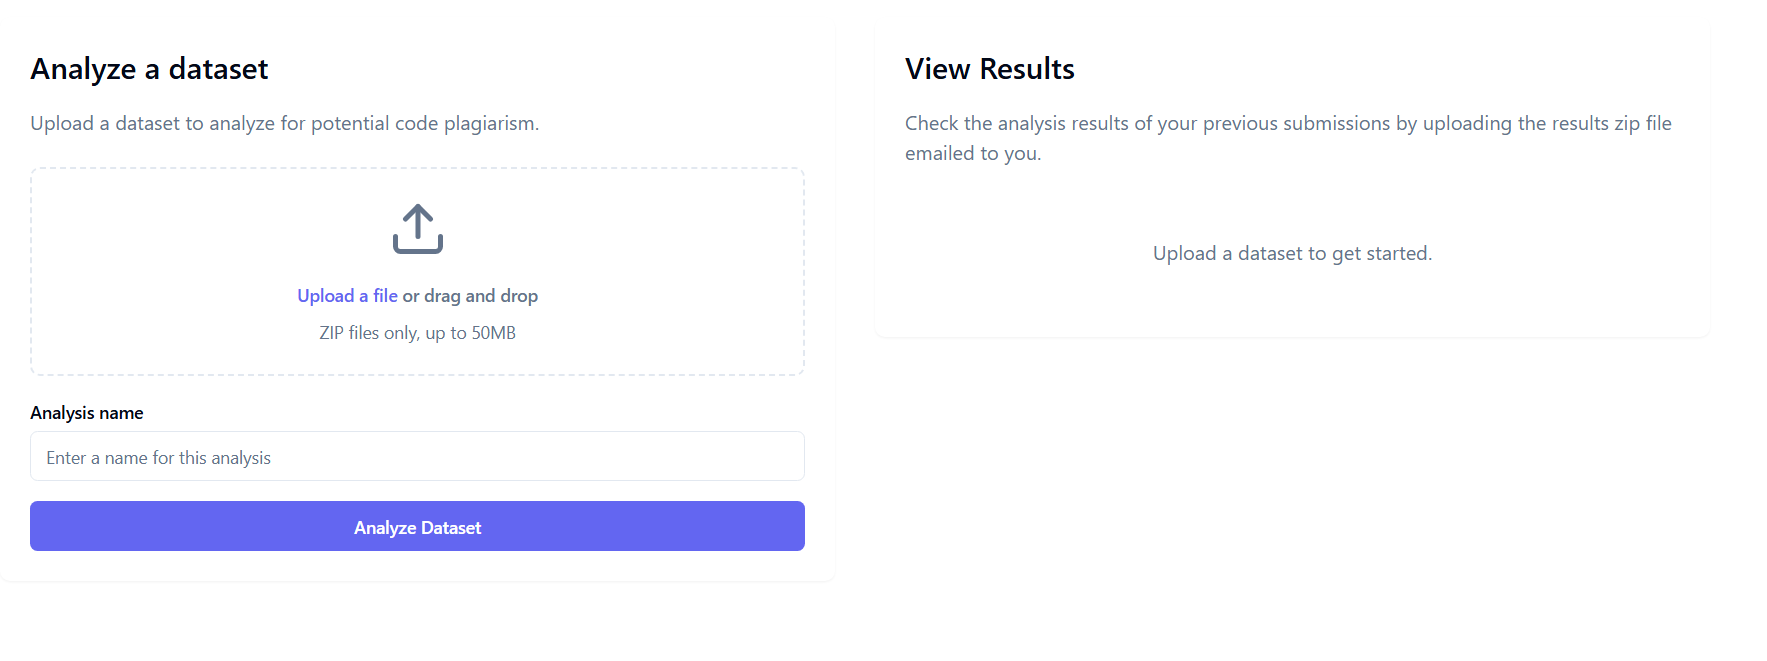 Analyze a dataset
Upload a dataset to analyze for potential code plagiarism.
Upload a file or drag and drop
ZIP files only, up to 50MB
Analysis name
Enter a name for this analysis
Analyze Dataset
View Results
Check the analysis results of your previous submissions by uploading the results zip file
emailed to you.
Upload a dataset to get started.